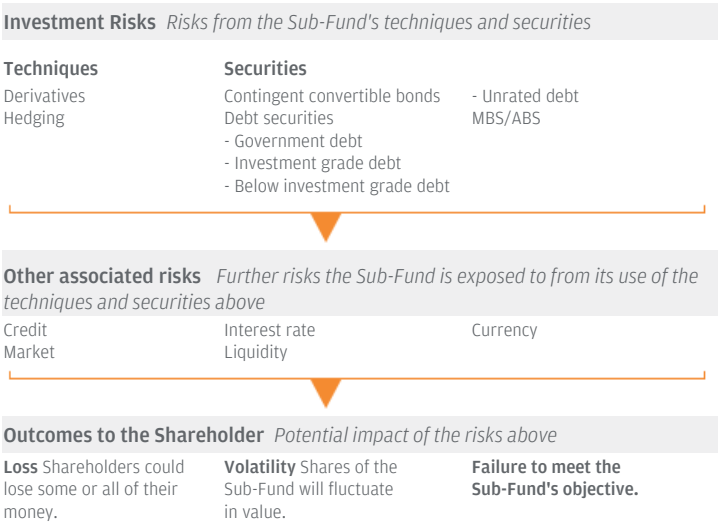 Investment Risks Risks from the Sub-Fund's techniques and securities
Techniques
Derivatives
Hedging
Securities
Contingent convertible bonds
Debt securities
- Government debt
- Investment grade debt
- Below investment grade debt
- Unrated debt
MBS/ABS
Other associated risks Further risks the Sub-Fund is exposed to from its use of the
techniques and securities above
Credit
Market
Interest rate
Liquidity
Currency
Outcomes to the Shareholder Potential impact of the risks above
Loss Shareholders could
lose some or all of their
money.
Volatility Shares of the
Sub-Fund will fluctuate
in value.
Failure to meet the
Sub-Fund's objective.